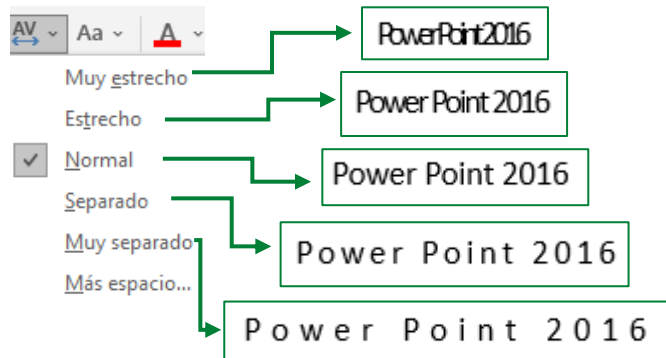 AV Aa A
Muy estrecho
PowerPoint2016
Estrecho
Power Point 2016
Normal
Power Point 2016
Separado
Power Point 2016
Muy separado
Power Point 2016
Más espacio...